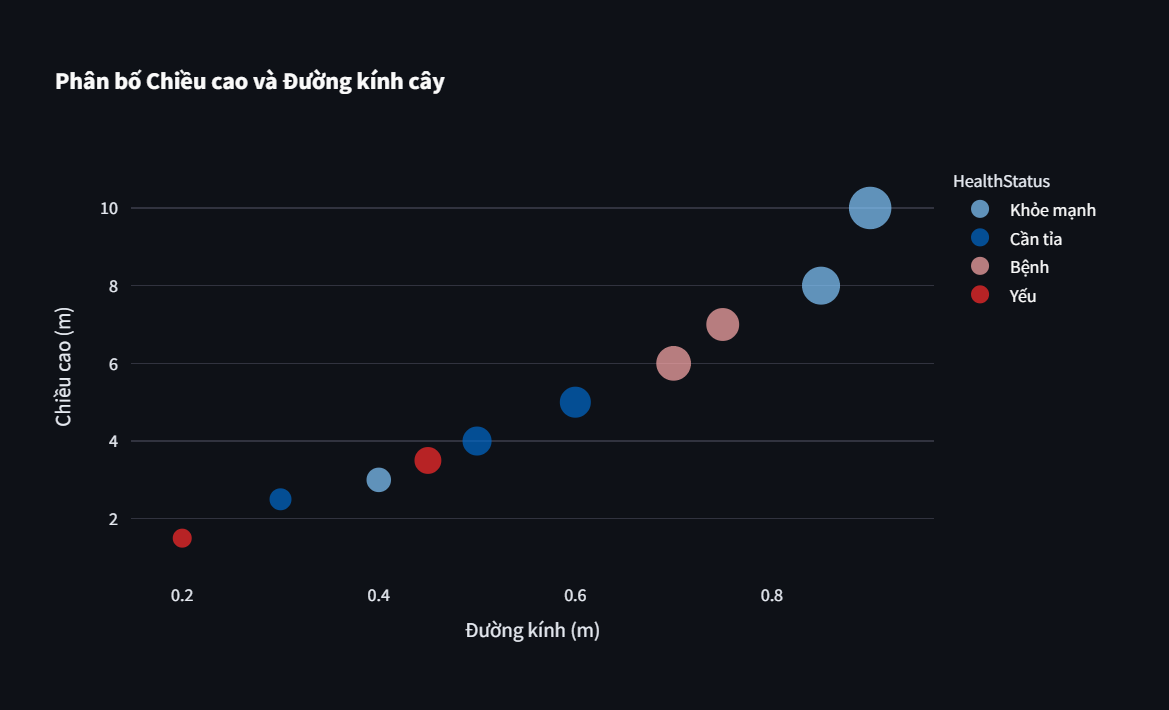 Phân bố Chiều cao và Đường kính cây
HealthStatus
Khỏe mạnh
Cần tỉa
Bệnh
Yếu
Chiều cao (m)
10
8
6
4
2
0.2 0.4 0.6 0.8
Đường kính (m)